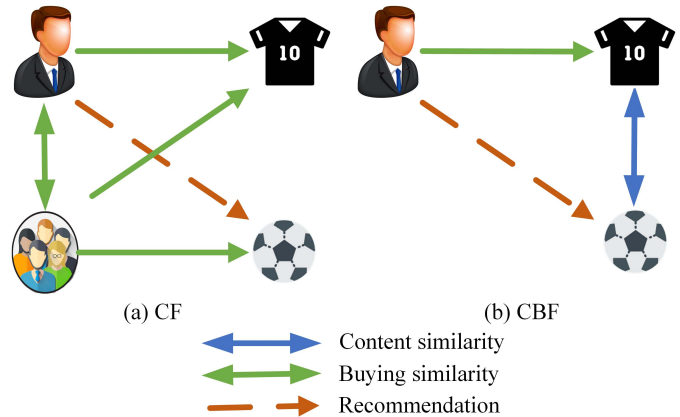 10
10
(a) CF
(b) CBF
Content similarity
Buying similarity
Recommendation